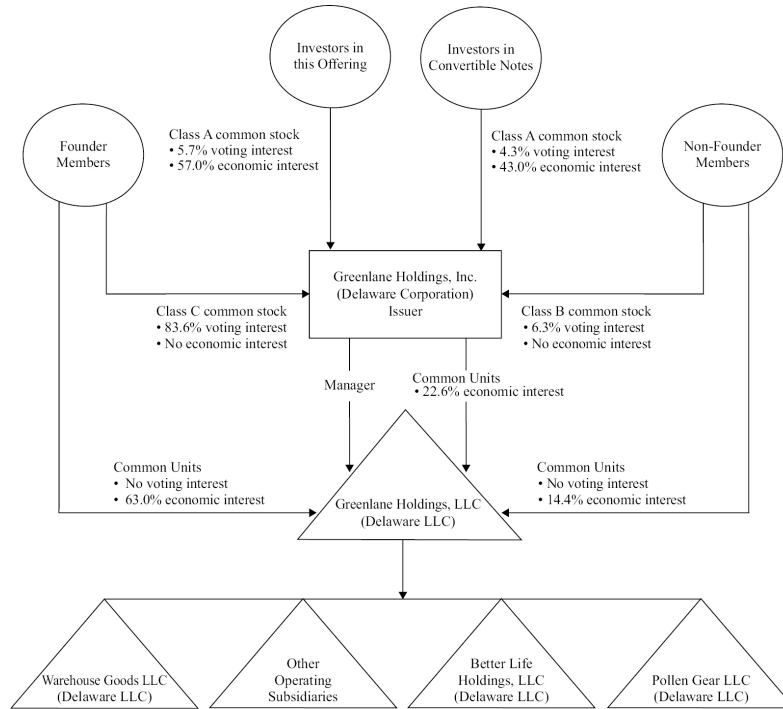 Investors in
this Offering
Investors in
Convertible Notes
Founder
Members
Class A common stock
• 5.7% voting interest
• 57.0% economic interest
Class A common stock
• 4.3% voting interest
• 43.0% economic interest
Non-Founder
Members
Greenlane Holdings, Inc.
(Delaware Corporation)
Issuer
Class C common stock
• 83.6% voting interest
• No economic interest
Class B common stock
• 6.3% voting interest
• No economic interest
Manager
Common Units
• 22.6% economic interest
Common Units
• No voting interest
• 63.0% economic interest
Common Units
• No voting interest
• 14.4% economic interest
Greenlane Holdings, LLC
(Delaware LLC)
Warehouse Goods LLC
(Delaware LLC)
Other
Operating
Subsidiaries
Better Life
Holdings, LLC
(Delaware LLC)
Pollen Gear LLC
(Delaware LLC)